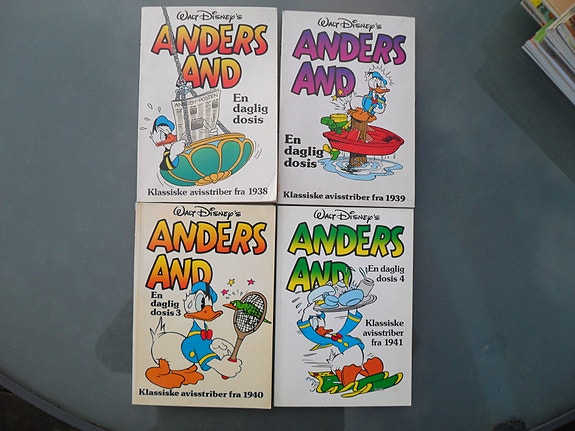 WALT DISNEY'S
ANDERS
AND
En
daglig
dosis
Klassiske avisstriber fra 1938
WALT DISNEY'S
ANDERS
AND
En
daglig
dosis
Klassiske avisstriber fra 1939
WALT DISNEY'S
ANDERS
AND
En
daglig
dosis 3
Klassiske avisstriber fra 1940
WALT DISNEY'S
ANDERS
AND
En daglig
dosis 4
Klassiske
avisstriber
fra 1941